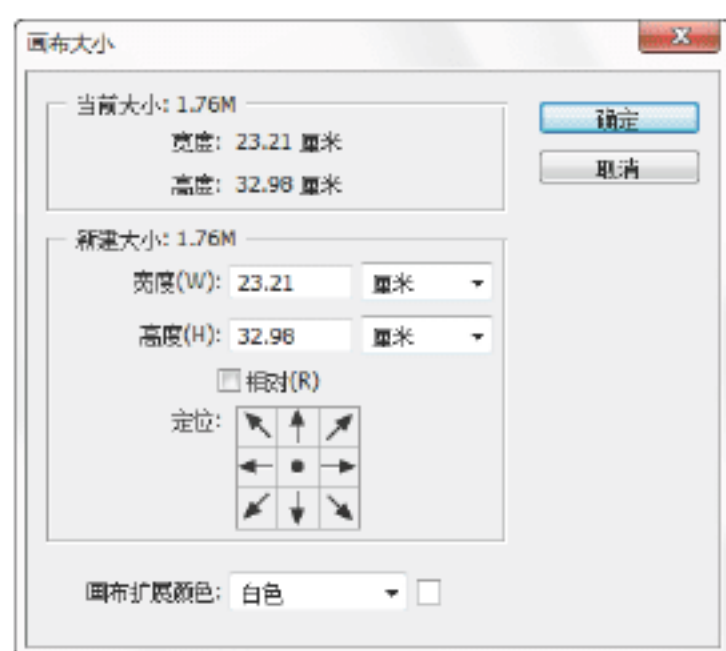 画布大小
当前大小: 1.76M
确定
宽度: 23.21 厘米
取消
高度: 32.98 厘米
新建大小: 1.76M
宽度(W): 23.21 厘米
高度(H): 32.98 厘米
相对(R)
定位:
画布扩展颜色: 白色